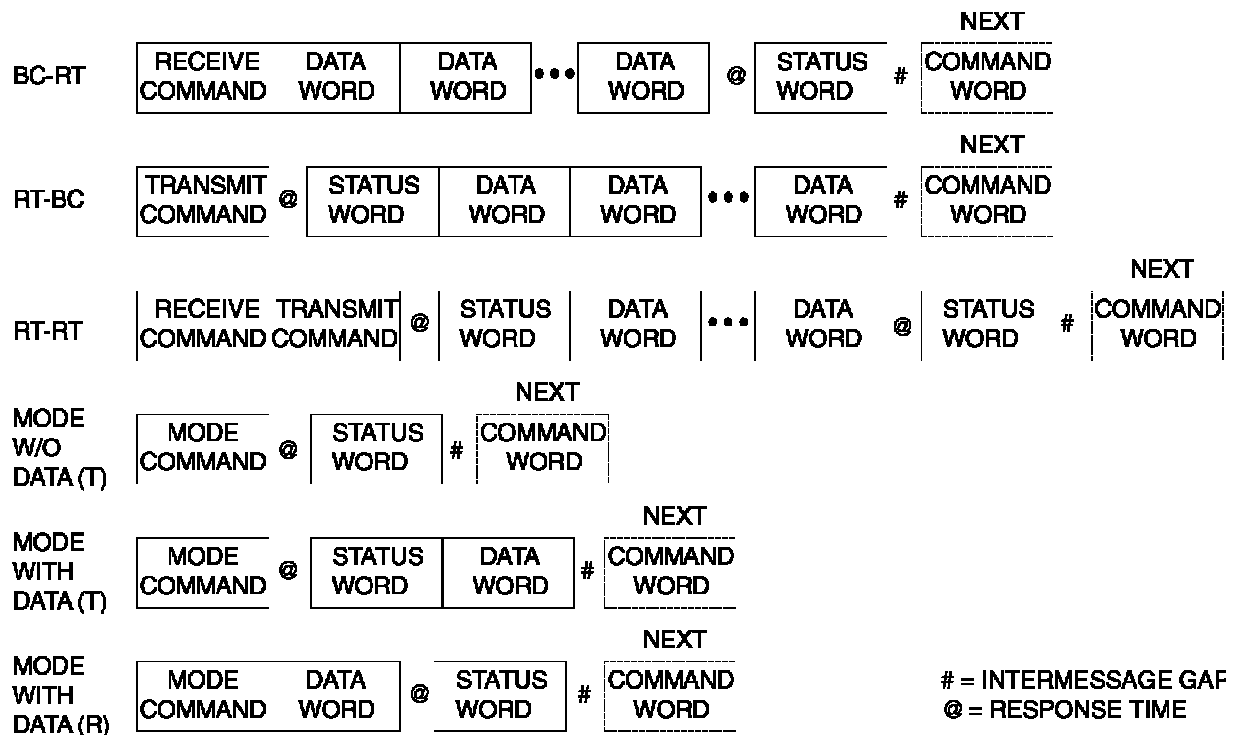 NEXT
BC-RT RECEIVE COMMAND DATA WORD DATA WORD ••• DATA WORD @ STATUS WORD # COMMAND WORD
NEXT
RT-BC TRANSMIT COMMAND @ STATUS WORD DATA WORD DATA WORD ••• DATA WORD # COMMAND WORD
NEXT
RT-RT RECEIVE COMMAND TRANSMIT COMMAND @ STATUS WORD DATA WORD ••• DATA WORD @ STATUS WORD # COMMAND WORD
NEXT
MODE W/O DATA (T) MODE COMMAND @ STATUS WORD # COMMAND WORD
NEXT
MODE WITH DATA (T) MODE COMMAND @ STATUS WORD DATA WORD # COMMAND WORD
NEXT
MODE WITH DATA (R) MODE COMMAND DATA WORD @ STATUS WORD # COMMAND WORD
# = INTERMESSAGE GAP
@ = RESPONSE TIME